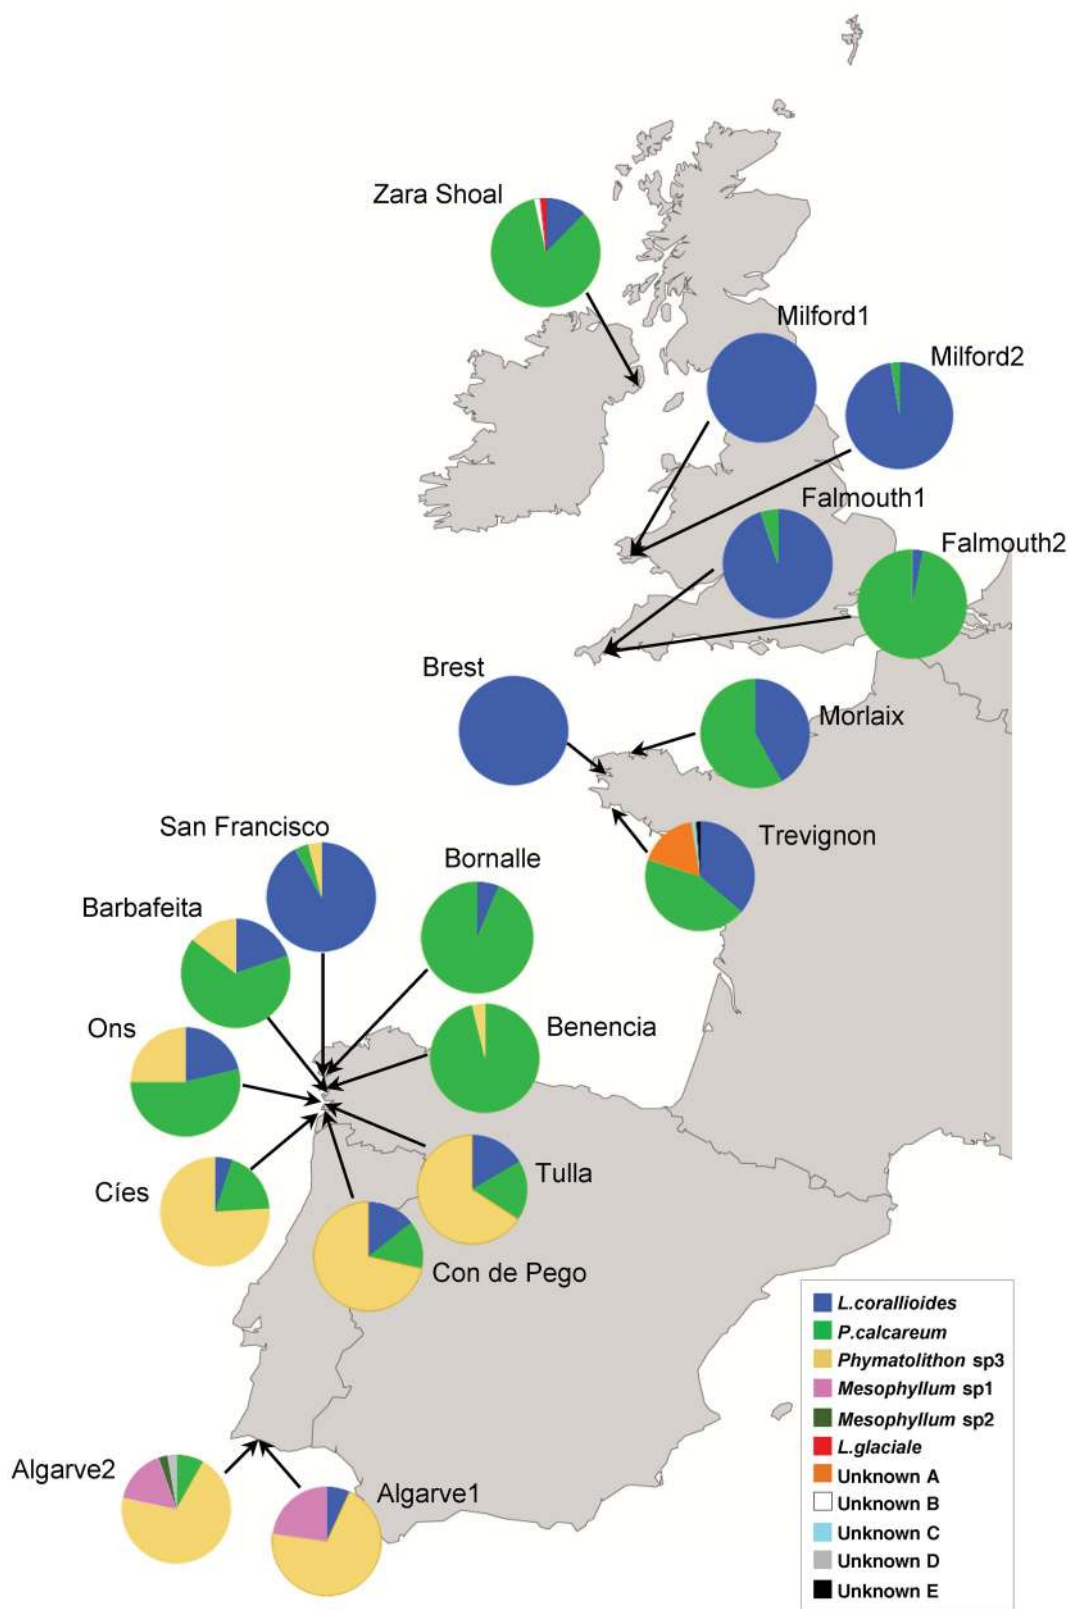 Zara Shoal
Milford1
Milford2
Falmouth1
Falmouth2
Brest
Morlaix
San Francisco
Trevignon
Bornalle
Barbafeita
Ons
Benencia
Cíes
Tulla
Con de Pego
L.corallioides
P.calcareum
Phymatolithon sp3
Mesophyllum sp1
Mesophyllum sp2
L.glaciale
Unknown A
Unknown B
Unknown C
Unknown D
Unknown E
Algarve2
Algarve1